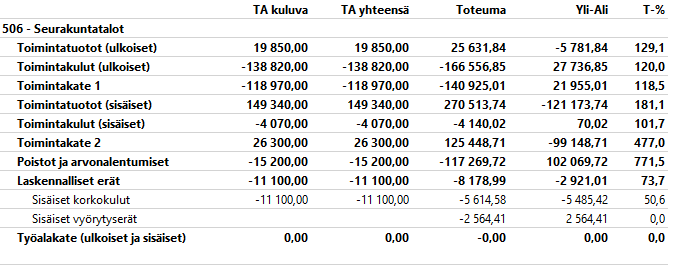 TA kuluva TA yhteensä Toteuma Yli-Ali T-%
506 - Seurakuntatalot
Toimintatuotot (ulkoiset) 19 850,00 19 850,00 25 631,84 -5 781,84 129,1
Toimintakulut (ulkoiset) -138 820,00 -138 820,00 -166 556,85 27 736,85 120,0
Toimintakate 1 -118 970,00 -118 970,00 -140 925,01 21 955,01 118,5
Toimintatuotot (sisäiset) 149 340,00 149 340,00 270 513,74 -121 173,74 181,1
Toimintakulut (sisäiset) -4 070,00 -4 070,00 -4 140,02 70,02 101,7
Toimintakate 2 26 300,00 26 300,00 125 448,71 -99 148,71 477,0
Poistot ja arvonalentumiset -15 200,00 -15 200,00 -117 269,72 102 069,72 771,5
Laskennalliset erät -11 100,00 -11 100,00 -8 178,99 -2 921,01 73,7
Sisäiset korkokulut -11 100,00 -11 100,00 -5 614,58 -5 485,42 50,6
Sisäiset vyörytyserät -2 564,41 2 564,41 0,0
Työalakate (ulkoiset ja sisäiset) 0,00 0,00 -0,00 0,00 0,0